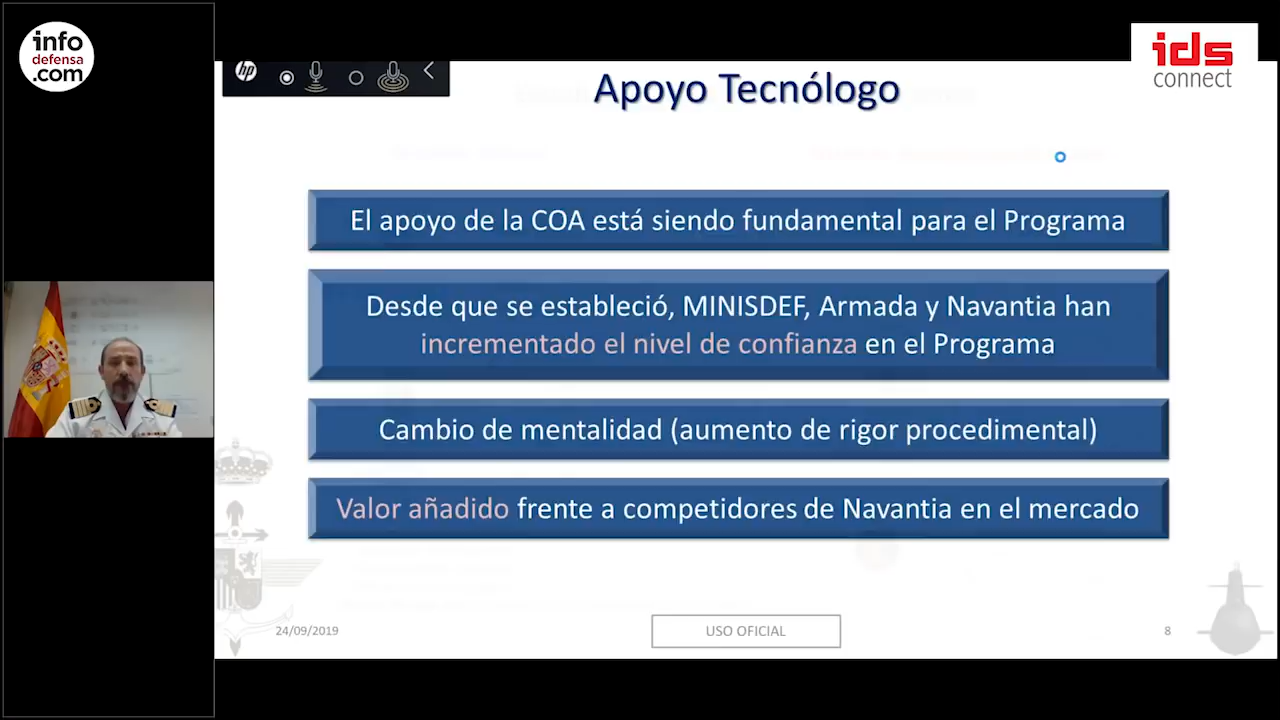 info
defensa
.com
hp
ids
connect
Apoyo Tecnólogo
El apoyo de la COA está siendo fundamental para el Programa
Desde que se estableció, MINISDEF, Armada y Navantia han
incrementado el nivel de confianza en el Programa
Cambio de mentalidad (aumento de rigor procedimental)
Valor añadido frente a competidores de Navantia en el mercado
24/09/2019
USO OFICIAL
8